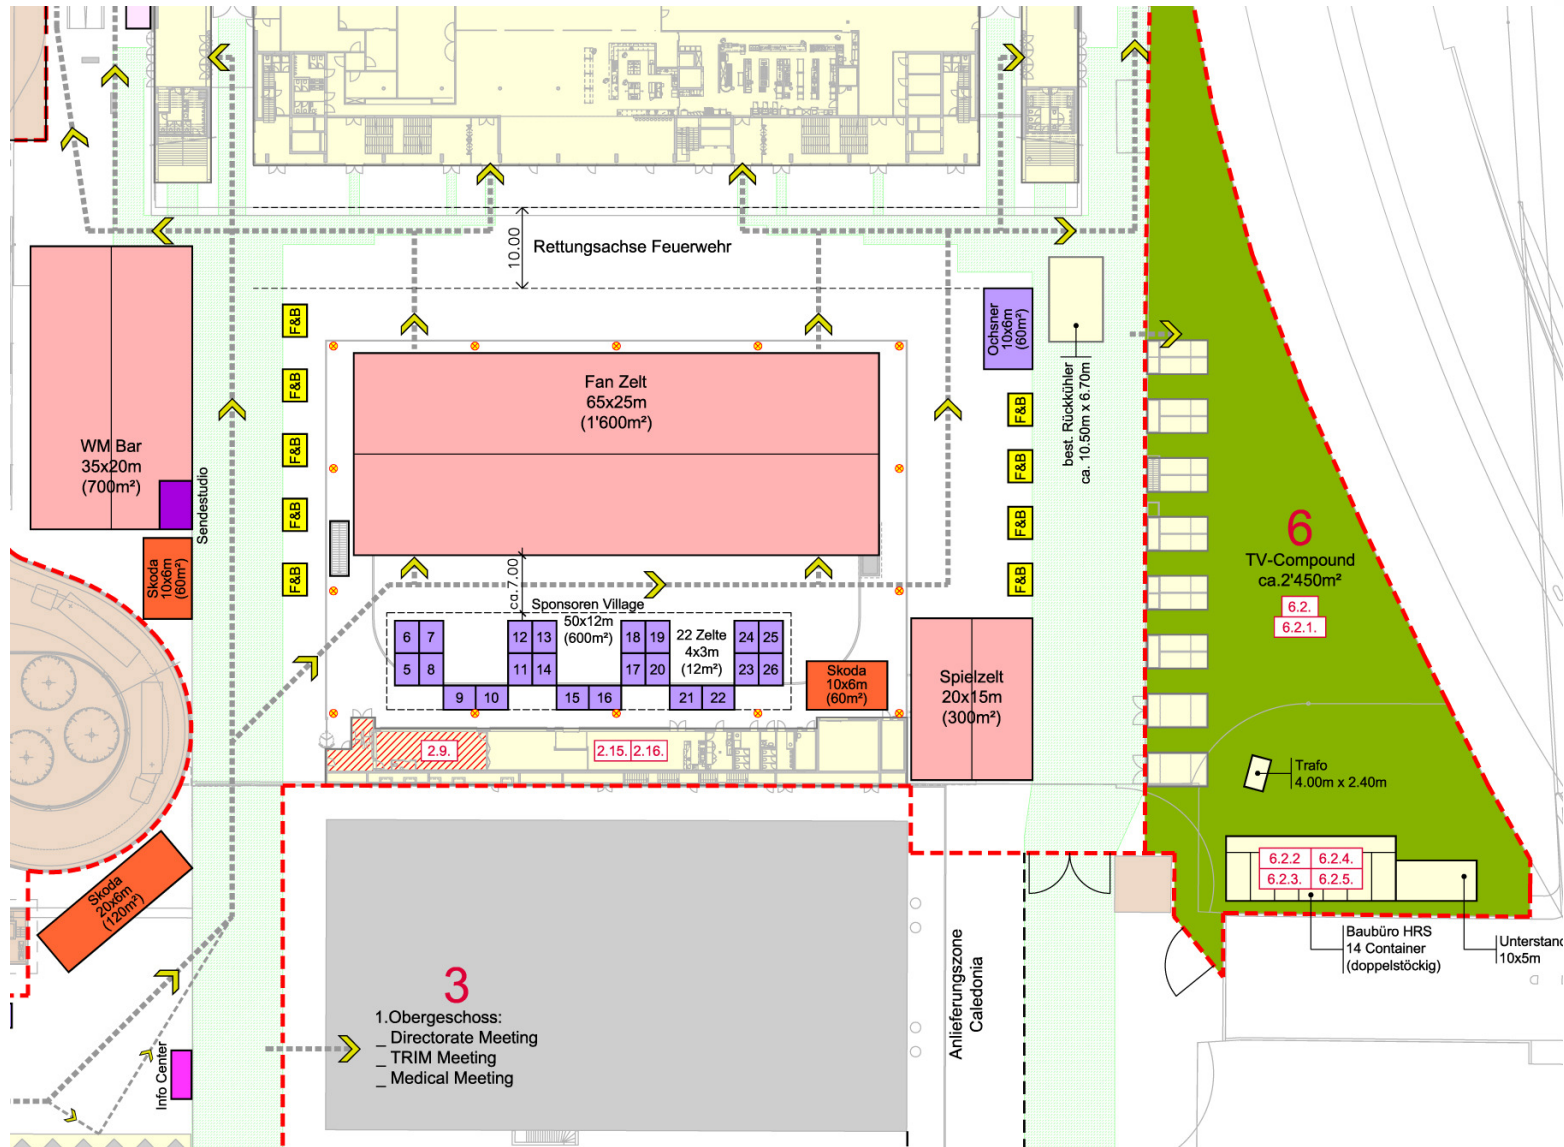 10.00
Rettungsachse Feuerwehr
F&B
F&B
F&B
F&B
F&B
WM Bar
35x20m
(700m²)
Sendestudio
Skoda
10x6m
(60m²)
Fan Zelt
65x25m
(1'600m²)
Ochsner
10x6m
(60m²)
best. Rückkühler
ca. 10.50m x 6.70m
F&B
F&B
F&B
F&B
6
TV-Compound
ca.2'450m²
6.2.
6.2.1.
ca.7.00
Sponsoren Village
50x12m
(600m²)
22 Zelte
4x3m
(12m²)
6 7
5 8
9 10
12 13
11 14
15 16
18 19
17 20
21 22
24 25
23 26
Skoda
10x6m
(60m²)
Spielzelt
20x15m
(300m²)
2.9.
2.15. 2.16.
Trafo
4.00m x 2.40m
6.2.2 6.2.4.
6.2.3. 6.2.5.
Baubüro HRS
14 Container
(doppelstöckig)
Unterstand
10x5m
Skoda
20x6m
(120m²)
3
1.Obergeschoss:
_ Directorate Meeting
_ TRIM Meeting
_ Medical Meeting
Anlieferungszone
Caledonia
Info Center